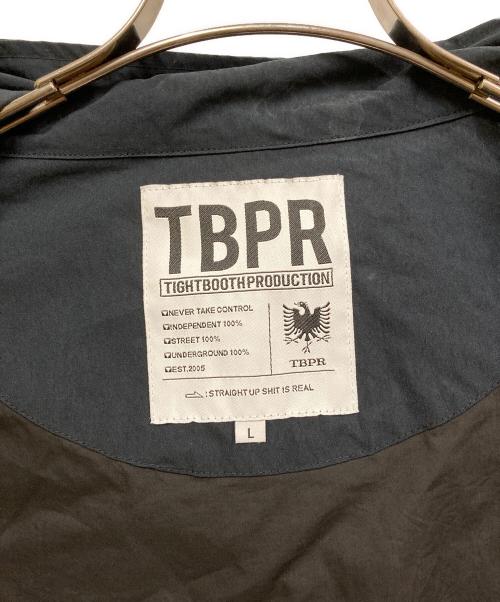 TBPR
TIGHTBOOTHPRODUCTION
NEVER TAKE CONTROL
INDEPENDENT 100%
STREET 100%
UNDERGROUND 100%
EST.2005
TBPR
:STRAIGHT UP SHIT IS REAL
L